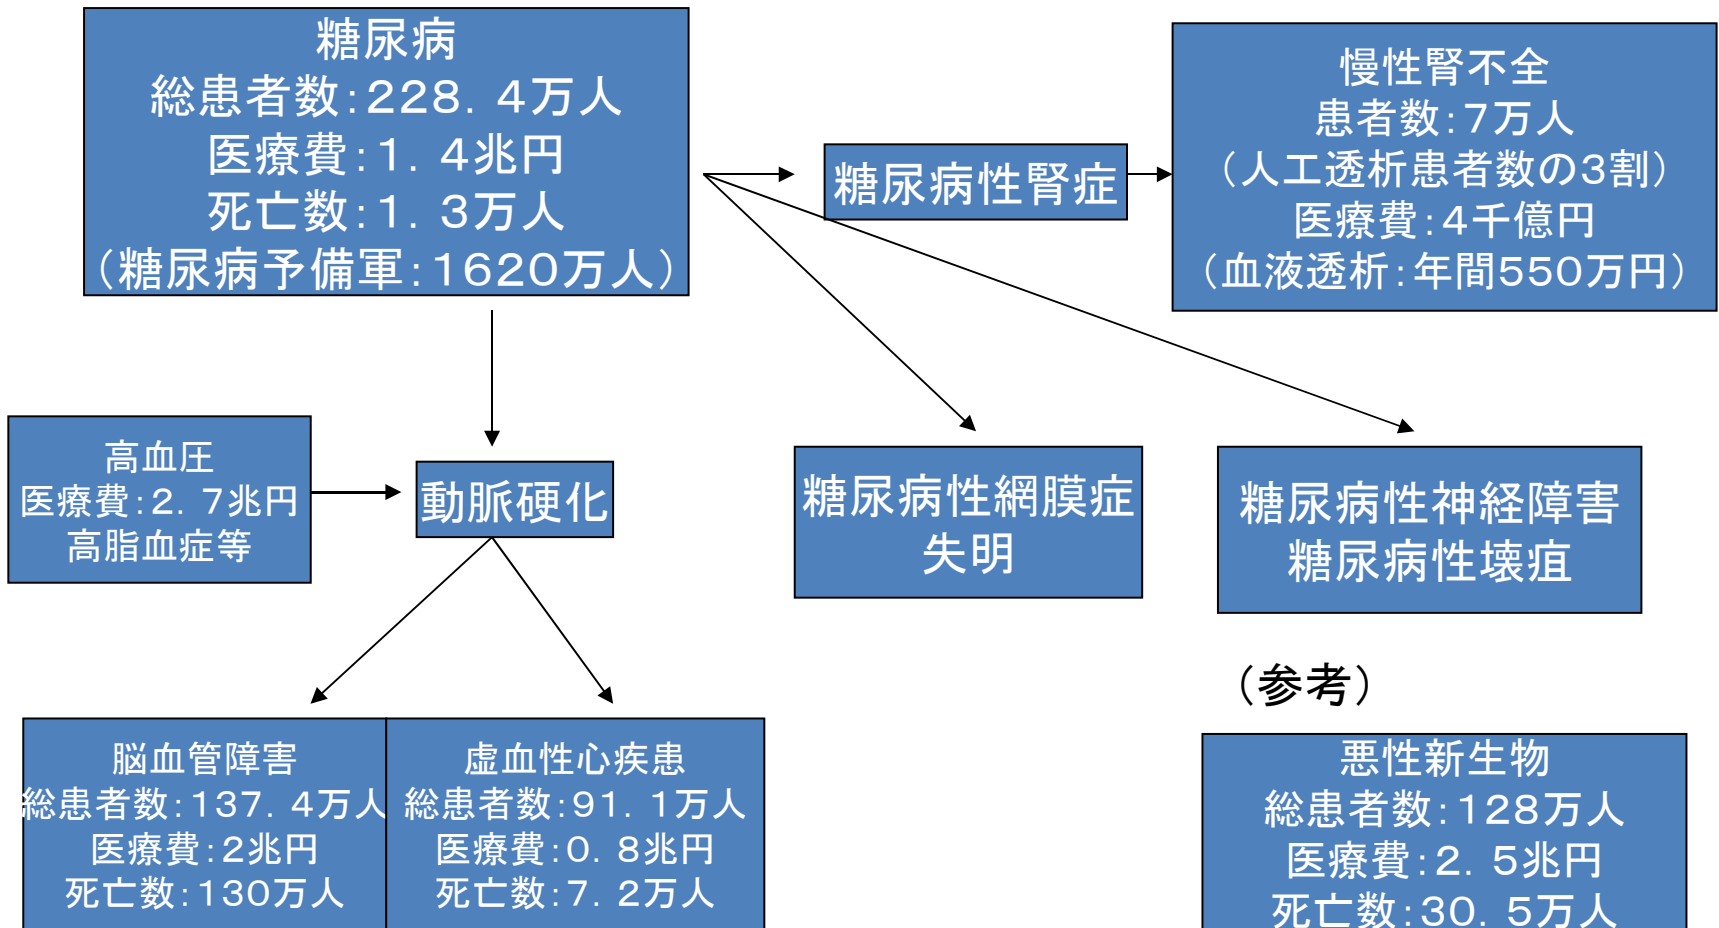 糖尿病
総患者数：２２８．４万人
医療費：１．４兆円
死亡数：１．３万人
（糖尿病予備軍：１６２０万人）
糖尿病性腎症
慢性腎不全
患者数：７万人
（人工透析患者数の３割）
医療費：４千億円
（血液透析：年間５５０万円）
高血圧
医療費：２．７兆円
高脂血症等
動脈硬化
糖尿病性網膜症
失明
糖尿病性神経障害
糖尿病性壊疽
脳血管障害
総患者数：１３７．４万人
医療費：２兆円
死亡数：１３０万人
虚血性心疾患
総患者数：９１．１万人
医療費：０．８兆円
死亡数：７．２万人
（参考）
悪性新生物
総患者数：１２８万人
医療費：２．５兆円
死亡数：３０．５万人